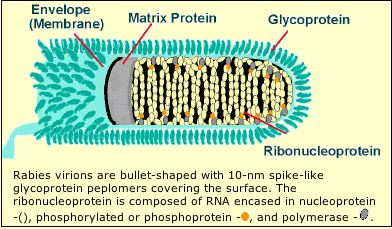 Envelope
(Membrane)
Matrix Protein
Glycoprotein
Ribonucleoprotein
Rabies virions are bullet-shaped with 10-nm spike-like
glycoprotein peplomers covering the surface. The
ribonucleoprotein is composed of RNA encased in nucleoprotein
-(), phosphorylated or phosphoprotein -, and polymerase - .